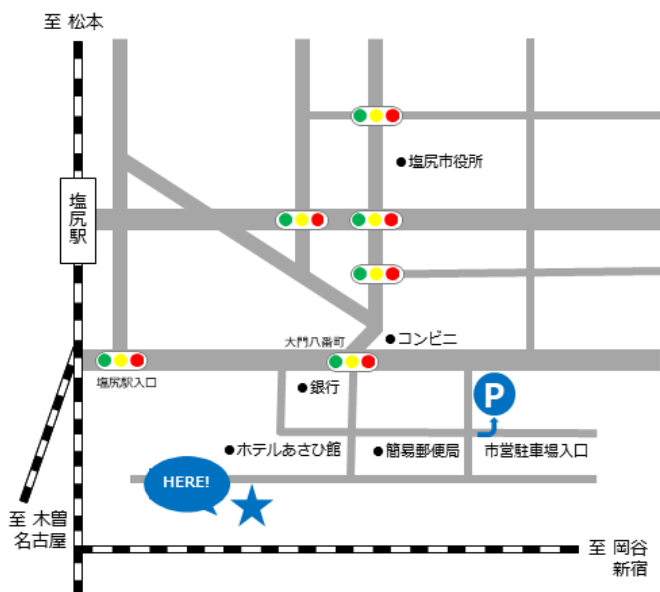 至 松本
塩尻駅
塩尻市役所
コンビニ
大門八番町
塩尻駅入口
銀行
P
ホテルあさひ館
簡易郵便局
市営駐車場入口
HERE!
至 木曽
名古屋
至 岡谷
新宿